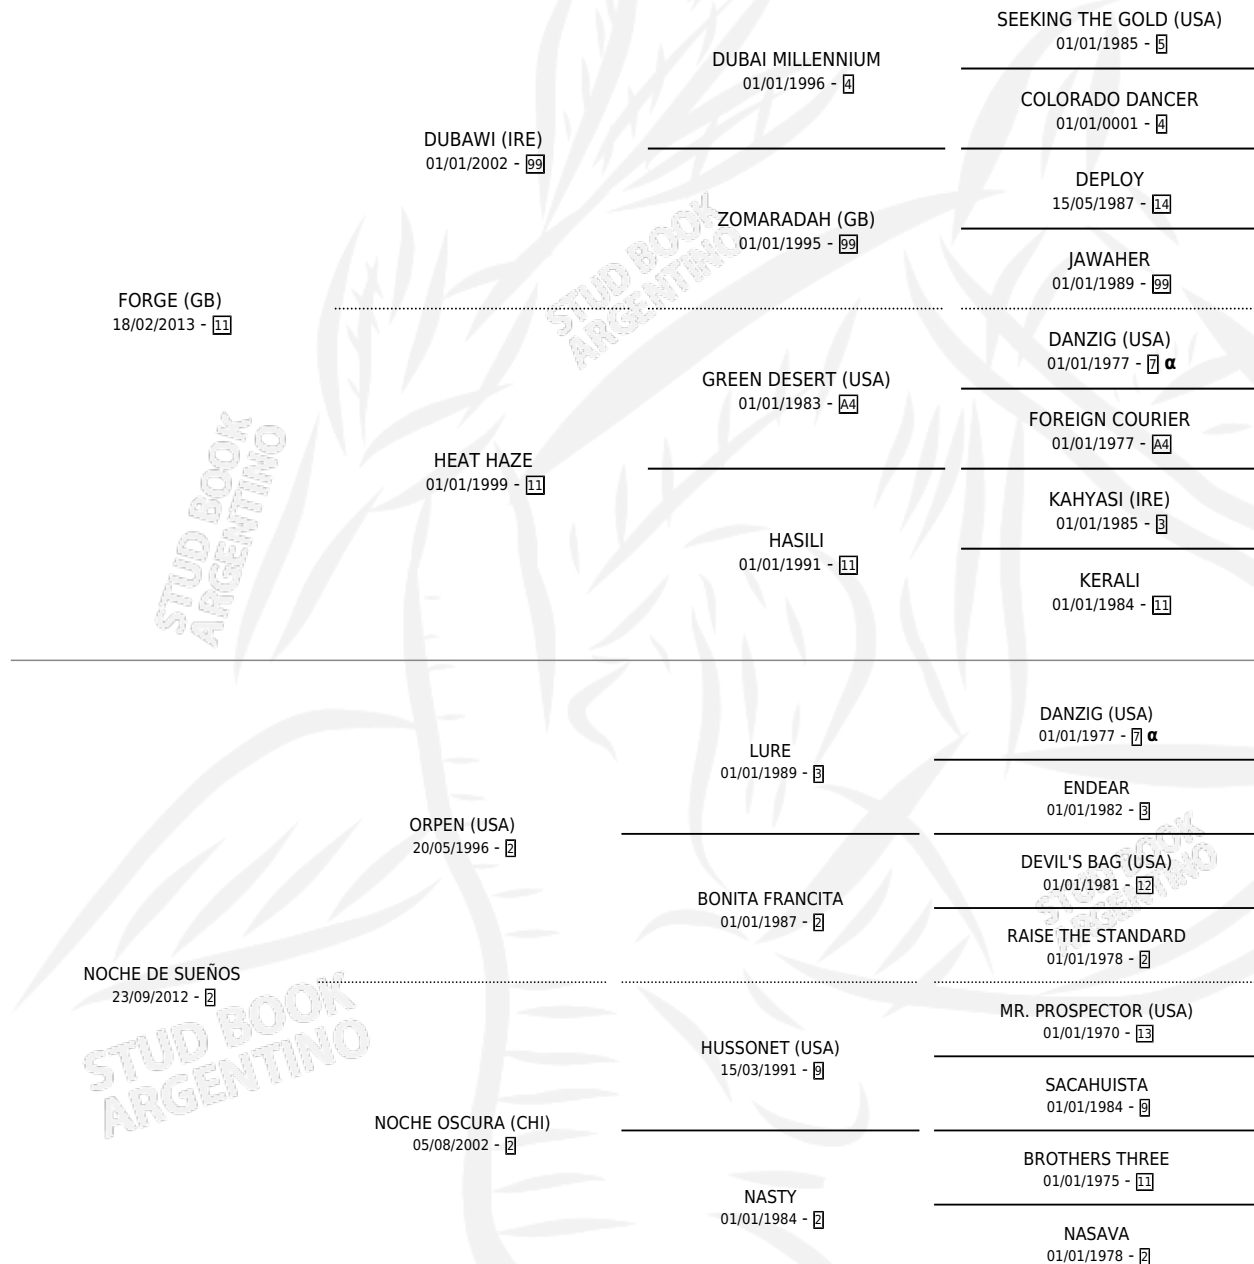 SEEKING THE GOLD (USA)
01/01/1985 - 5
DUBAI MILLENNIUM
01/01/1996 - 4
COLORADO DANCER
01/01/0001 - 4
DUBAWI (IRE)
01/01/2002 - 99
DEPLOY
15/05/1987 - 14
ZOMARADAH (GB)
01/01/1995 - 99
JAWAHER
01/01/1989 - 99
FORGE (GB)
18/02/2013 - 11
DANZIG (USA)
01/01/1977 - 7 α
GREEN DESERT (USA)
01/01/1983 - A4
FOREIGN COURIER
01/01/1977 - A4
HEAT HAZE
01/01/1999 - 11
KAHYASI (IRE)
01/01/1985 - 3
HASILI
01/01/1991 - 11
KERALI
01/01/1984 - 11
DANZIG (USA)
01/01/1977 - 7 α
LURE
01/01/1989 - 3
ENDEAR
01/01/1982 - 3
ORPEN (USA)
20/05/1996 - 2
DEVIL'S BAG (USA)
01/01/1981 - 12
BONITA FRANCITA
01/01/1987 - 2
RAISE THE STANDARD
01/01/1978 - 2
NOCHE DE SUEÑOS
23/09/2012 - 2
MR. PROSPECTOR (USA)
01/01/1970 - 13
HUSSONET (USA)
15/03/1991 - 9
SACAHUISTA
01/01/1984 - 9
NOCHE OSCURA (CHI)
05/08/2002 - 2
BROTHERS THREE
01/01/1975 - 11
NASTY
01/01/1984 - 2
NASAVA
01/01/1978 - 2
STUD BOOK
ARGENTINO
STUD BOOK
ARGENTINO
STUD BOOK
ARGENTINO
STUD BOOK
ARGENTINO